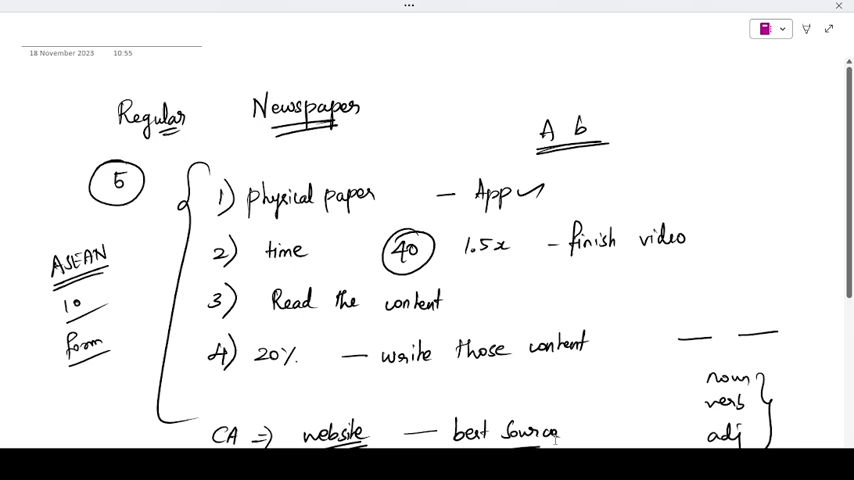 18 November 2023 10:55
Regular Newspaper
A b
5
1) physical paper — App
2) time 40 1.5x - finish video
ASEAN
10
3) Read the content
form
4) 20% — write those content
noun
verb
CA => website — best source adj